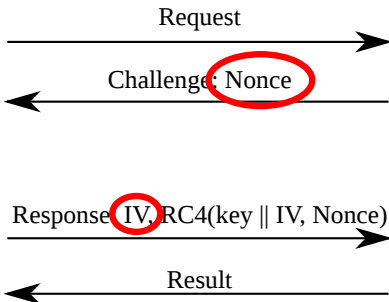 Request
Challenge: Nonce
Response: IV, RC4(key || IV, Nonce)
Result